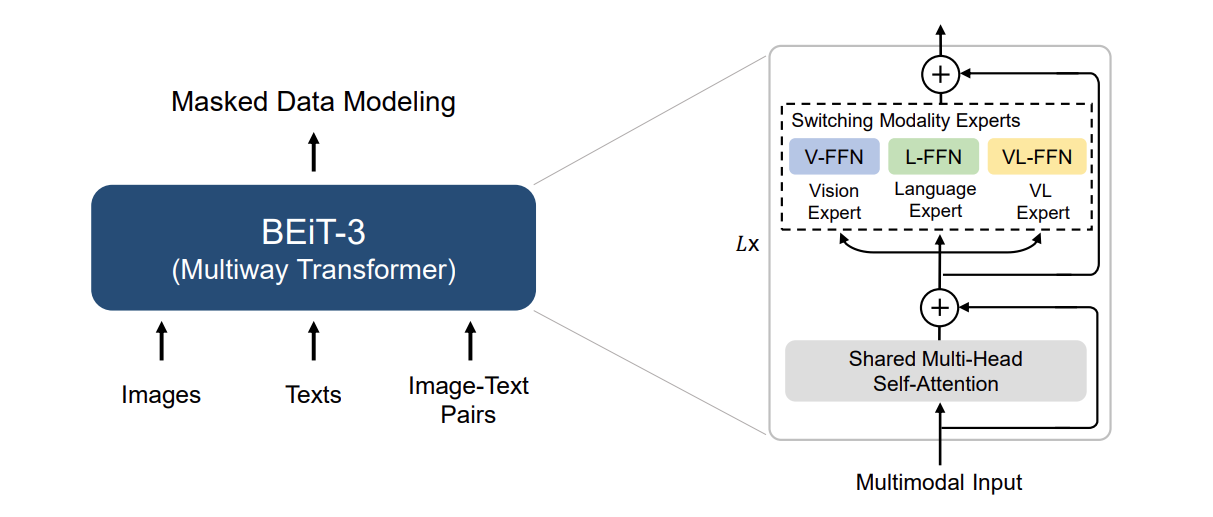 Masked Data Modeling
BEiT-3
(Multiway Transformer)
Images
Texts
Image-Text
Pairs
Lx
+
Switching Modality Experts
V-FFN
L-FFN
VL-FFN
Vision
Expert
Language
Expert
VL
Expert
+
Shared Multi-Head
Self-Attention
Multimodal Input